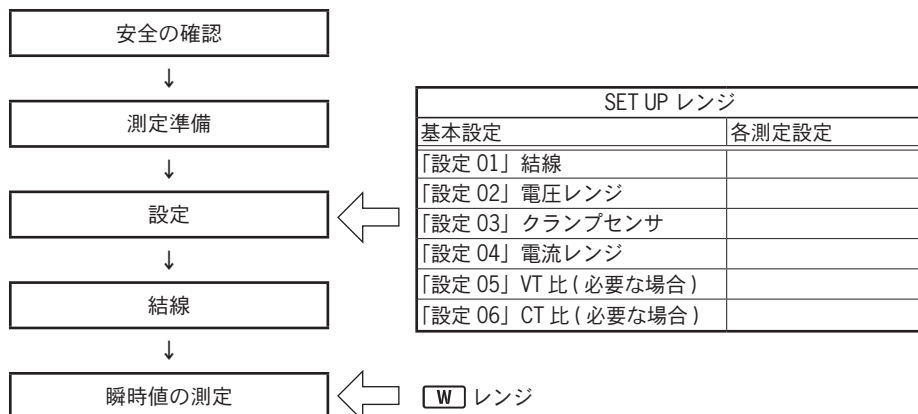 安全の確認
↓
測定準備
↓
設定
↓
結線
↓
瞬時値の測定
SET UP レンジ
基本設定 各測定設定
「設定 01」結線
「設定 02」電圧レンジ
「設定 03」クランプセンサ
「設定 04」電流レンジ
「設定 05」VT 比 ( 必要な場合 )
「設定 06」CT 比 ( 必要な場合 )
W レンジ